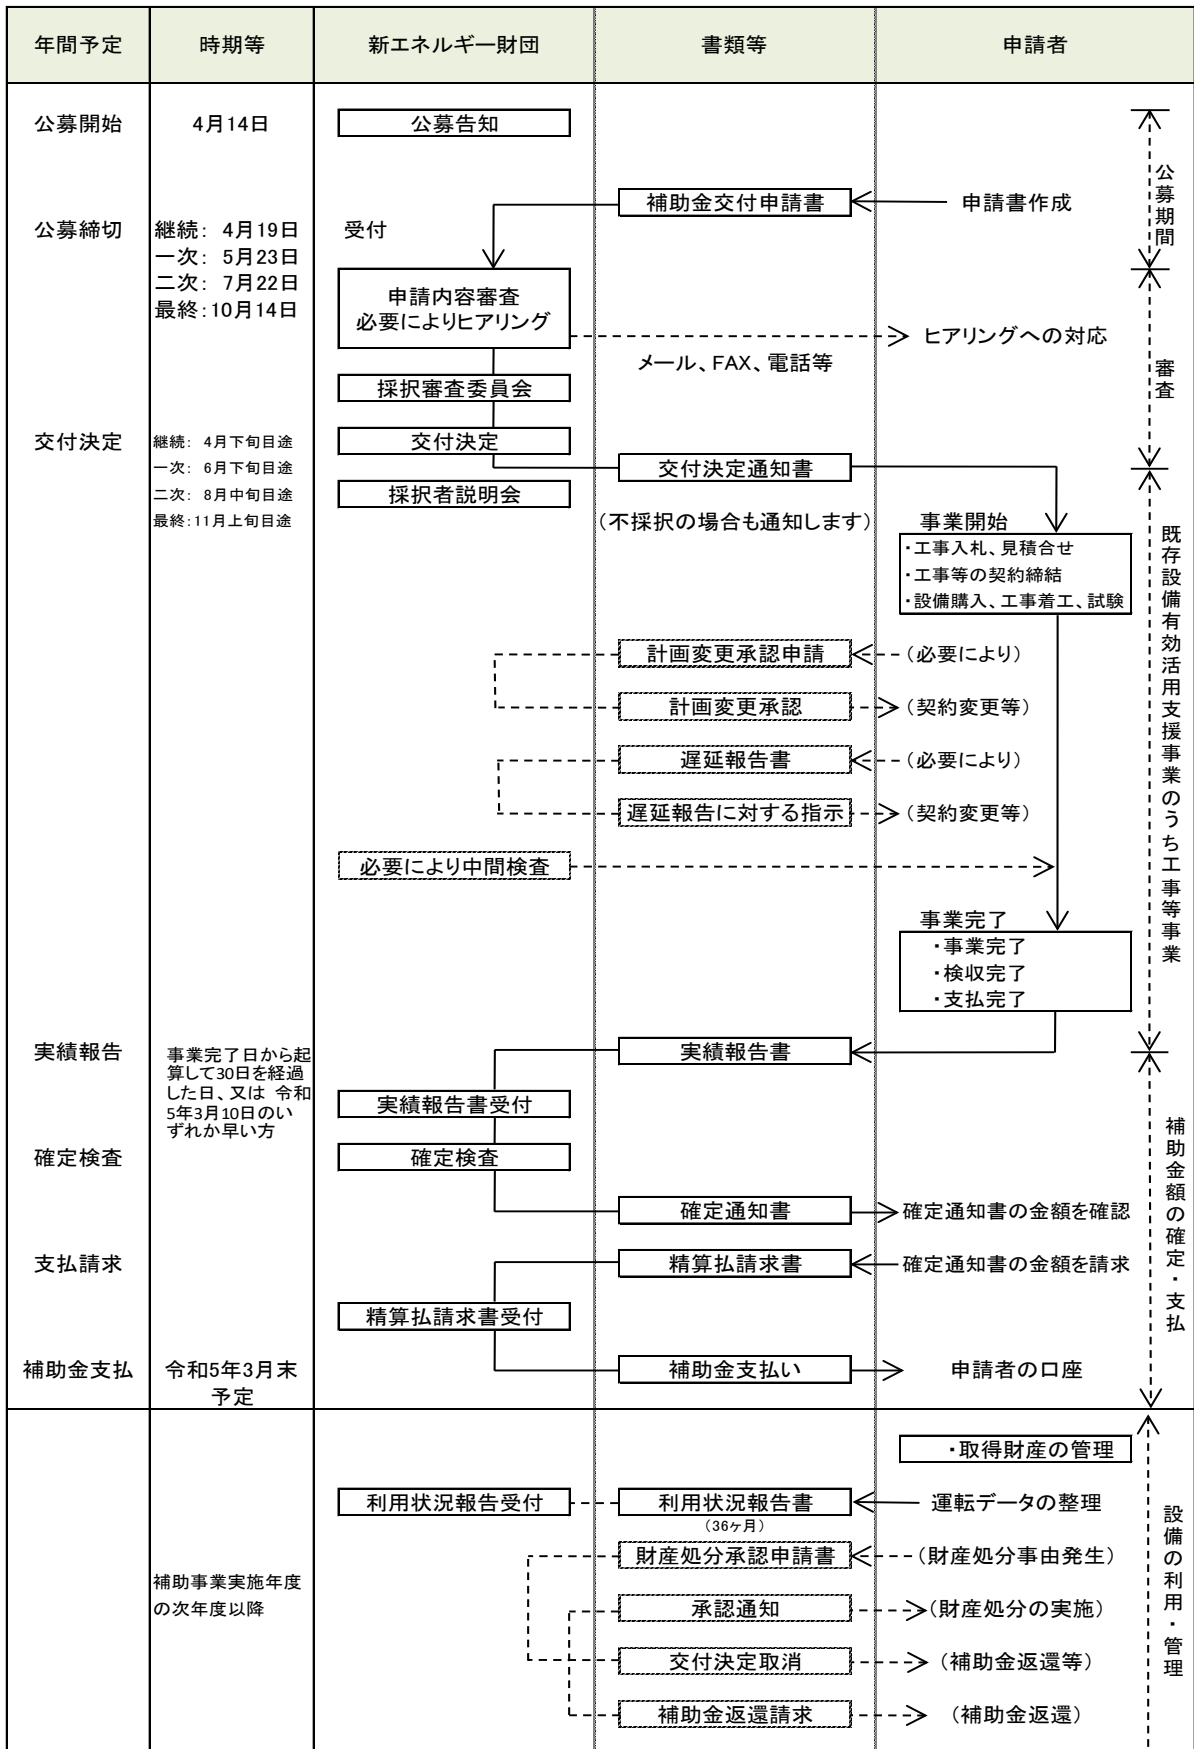 年間予定
時期等
新エネルギー財団
書類等
申請者
公募開始
4月14日
公募告知
補助金交付申請書
申請書作成
公募期間
公募締切
継続: 4月19日
一次: 5月23日
二次: 7月22日
最終:10月14日
受付
申請内容審査
必要によりヒアリング
ヒアリングへの対応
メール、FAX、電話等
審査
採択審査委員会
交付決定
継続: 4月下旬目途
一次: 6月下旬目途
二次: 8月中旬目途
最終:11月上旬目途
交付決定
交付決定通知書
採択者説明会
(不採択の場合も通知します)
事業開始
・工事入札、見積合せ
・工事等の契約締結
・設備購入、工事着工、試験
既存設備有効活用支援事業のうち工事等事業
計画変更承認申請
(必要により)
計画変更承認
(契約変更等)
遅延報告書
(必要により)
遅延報告に対する指示
(契約変更等)
必要により中間検査
事業完了
・事業完了
・検収完了
・支払完了
実績報告
事業完了日から起
算して30日を経過
した日、又は 令和
5年3月10日のい
ずれか早い方
実績報告書
実績報告書受付
確定検査
確定検査
確定通知書
確定通知書の金額を確認
補助金額の確定・支払
支払請求
精算払請求書
確定通知書の金額を請求
精算払請求書受付
補助金支払
令和5年3月末
予定
補助金支払い
申請者の口座
・取得財産の管理
利用状況報告受付
利用状況報告書
(36ヶ月)
運転データの整理
設備の利用・管理
財産処分承認申請書
(財産処分事由発生)
補助事業実施年度
の次年度以降
承認通知
(財産処分の実施)
交付決定取消
(補助金返還等)
補助金返還請求
(補助金返還)